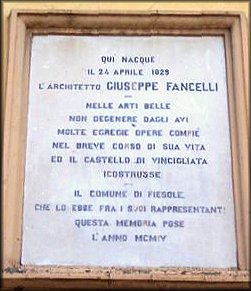 QUI NACQUE
IL 24 APRILE 1829
L'ARCHITETTO GIUSEPPE FANCELLI
NELLE ARTI BELLE
NON DEGENERE DAGLI AVI
MOLTE EGREGIE OPERE COMPIÉ
NEL BREVE CORSO DI SUA VITA
ED IL CASTELLO DI VINCIGLIATA
RICOSTRUSSE
IL COMUNE DI FIESOLE,
CHE LO EBBE FRA I SUOI RAPPRESENTANTI
QUESTA MEMORIA POSE
L'ANNO MCMIV